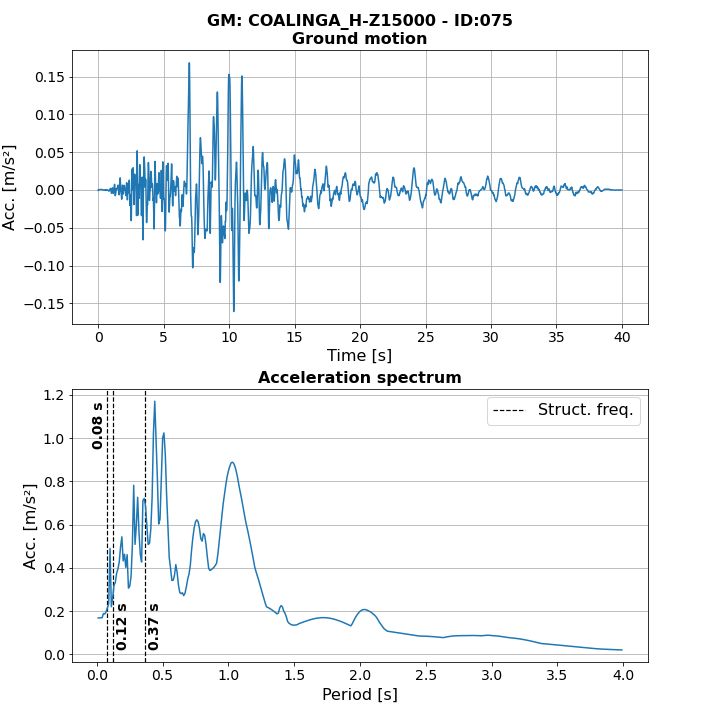 GM: COALINGA_H-Z15000 - ID:075
Ground motion
0.15
0.10
0.05
0.00
−0.05
−0.10
−0.15
Acc. [m/s²]
0 5 10 15 20 25 30 35 40
Time [s]
Acceleration spectrum
1.2
1.0
0.8
0.6
0.4
0.2
0.0
Acc. [m/s²]
Struct. freq.
0.08 s
0.12 s
0.37 s
0.0 0.5 1.0 1.5 2.0 2.5 3.0 3.5 4.0
Period [s]